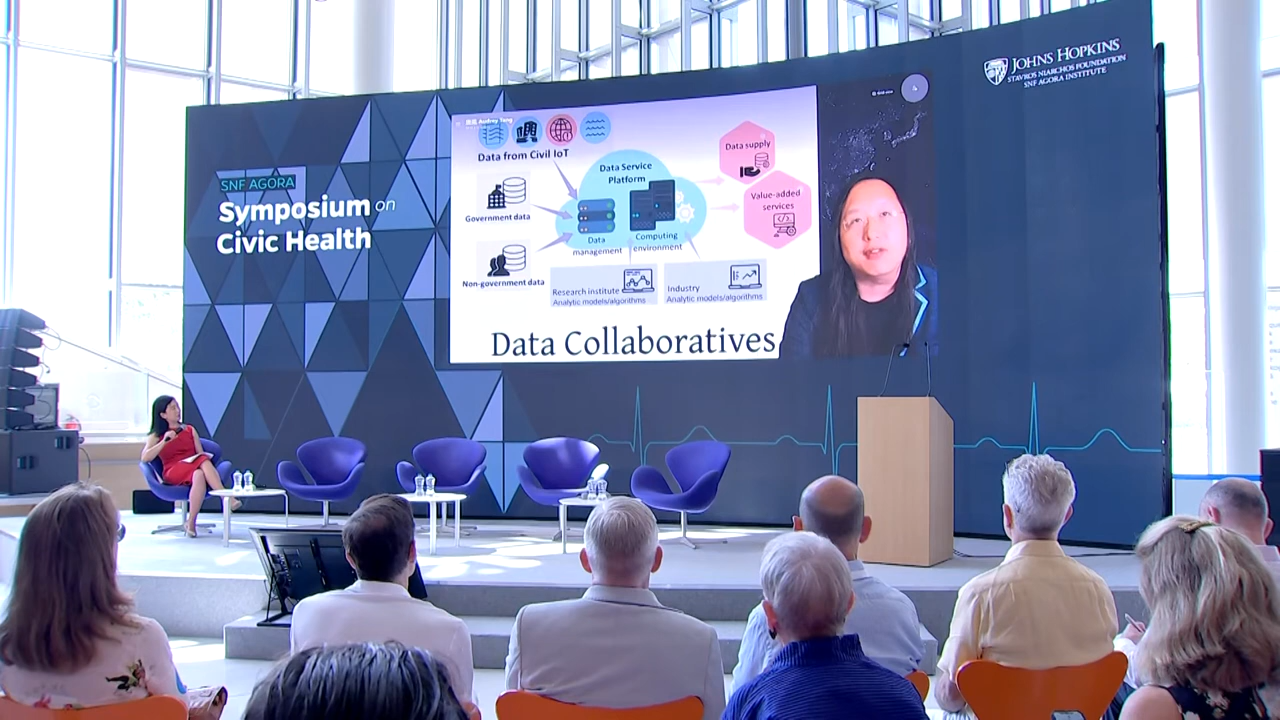 JOHNS HOPKINS
STAVROS NIARCHOS FOUNDATION
SNF AGORA INSTITUTE
SNF AGORA
Symposium on
Civic Health
Audrey Tang
Data from Civil IoT
Government data
Non-government data
Data Service
Platform
Data
management
Computing
environment
Data supply
Value-added
services
Research institute
Analytic models/algorithms
Industry
Analytic models/algorithms
Data Collaboratives